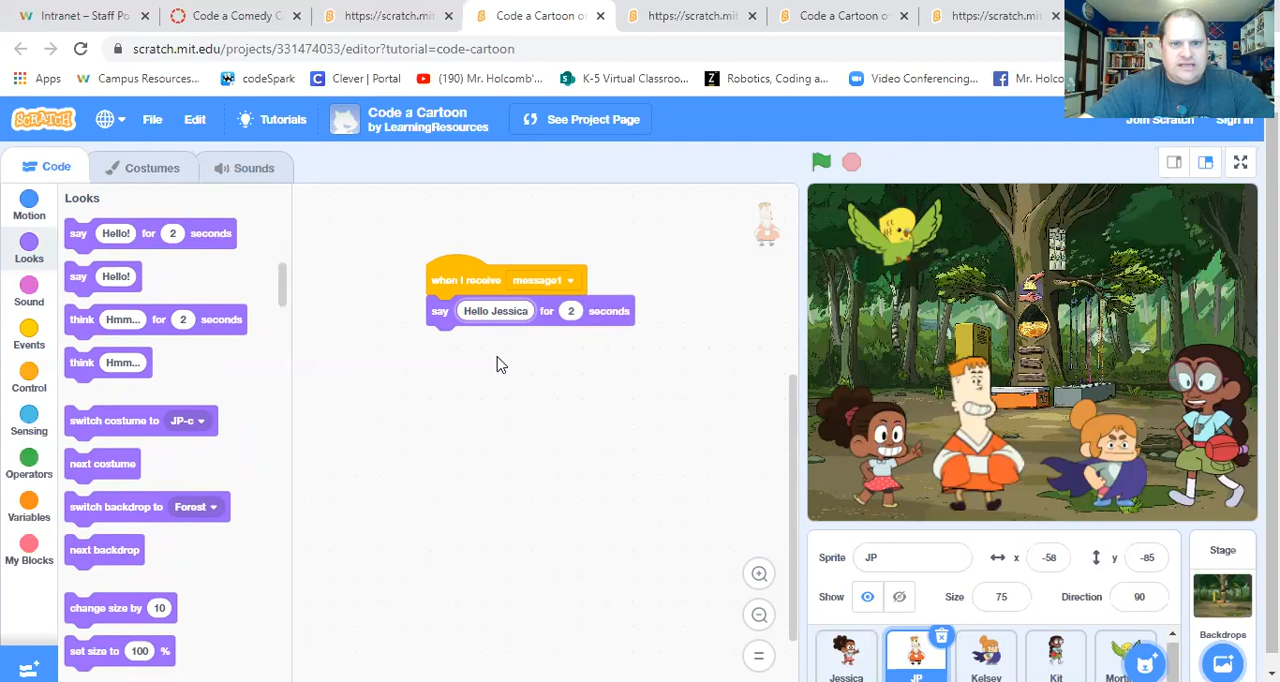 Intranet – Staff Po
Code a Comedy C
https://scratch.mit
Code a Cartoon o
https://scratch.mit
Code a Cartoon o
https://scratch.mit
scratch.mit.edu/projects/331474033/editor?tutorial=code-cartoon
Apps
Campus Resources...
codeSpark
Clever | Portal
(190) Mr. Holcomb'...
K-5 Virtual Classroo...
Robotics, Coding a...
Video Conferencing...
Mr. Holco
SCRATCH
File
Edit
Tutorials
Code a Cartoon
by LearningResources
See Project Page
Join Scratch
Sign in
Code
Costumes
Sounds
Motion
Looks
Sound
Events
Control
Sensing
Operators
Variables
My Blocks
Looks
say Hello! for 2 seconds
say Hello!
think Hmm... for 2 seconds
think Hmm...
switch costume to JP-c
next costume
switch backdrop to Forest
next backdrop
change size by 10
set size to 100 %
when I receive message1
say Hello Jessica for 2 seconds
Sprite JP x -58 y -85
Show Size 75 Direction 90
Jessica
JP
Kelsey
Kit
Stage
Backdrops